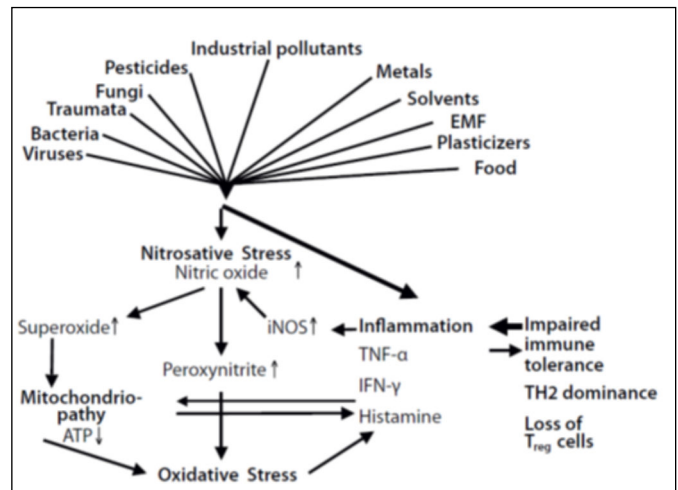 Industrial pollutants
Pesticides
Metals
Fungi
Solvents
Traumata
EMF
Bacteria
Plasticizers
Viruses
Food
Nitrosative Stress
Nitric oxide ↑
Superoxide↑
iNOS↑
Inflammation
Impaired
immune
tolerance
TNF-α
Peroxynitrite ↑
IFN-γ
TH2 dominance
Mitochondrio-
pathy
ATP↓
Histamine
Loss of
Treg cells
Oxidative Stress